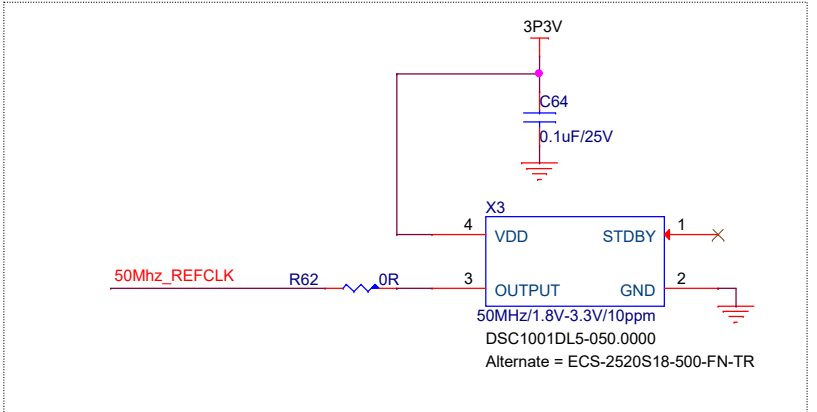 3P3V
C64
0.1uF/25V
X3
4 VDD STDBY 1
50Mhz_REFCLK R62 0R 3 OUTPUT GND 2
50MHz/1.8V-3.3V/10ppm
DSC1001DL5-050.0000
Alternate = ECS-2520S18-500-FN-TR